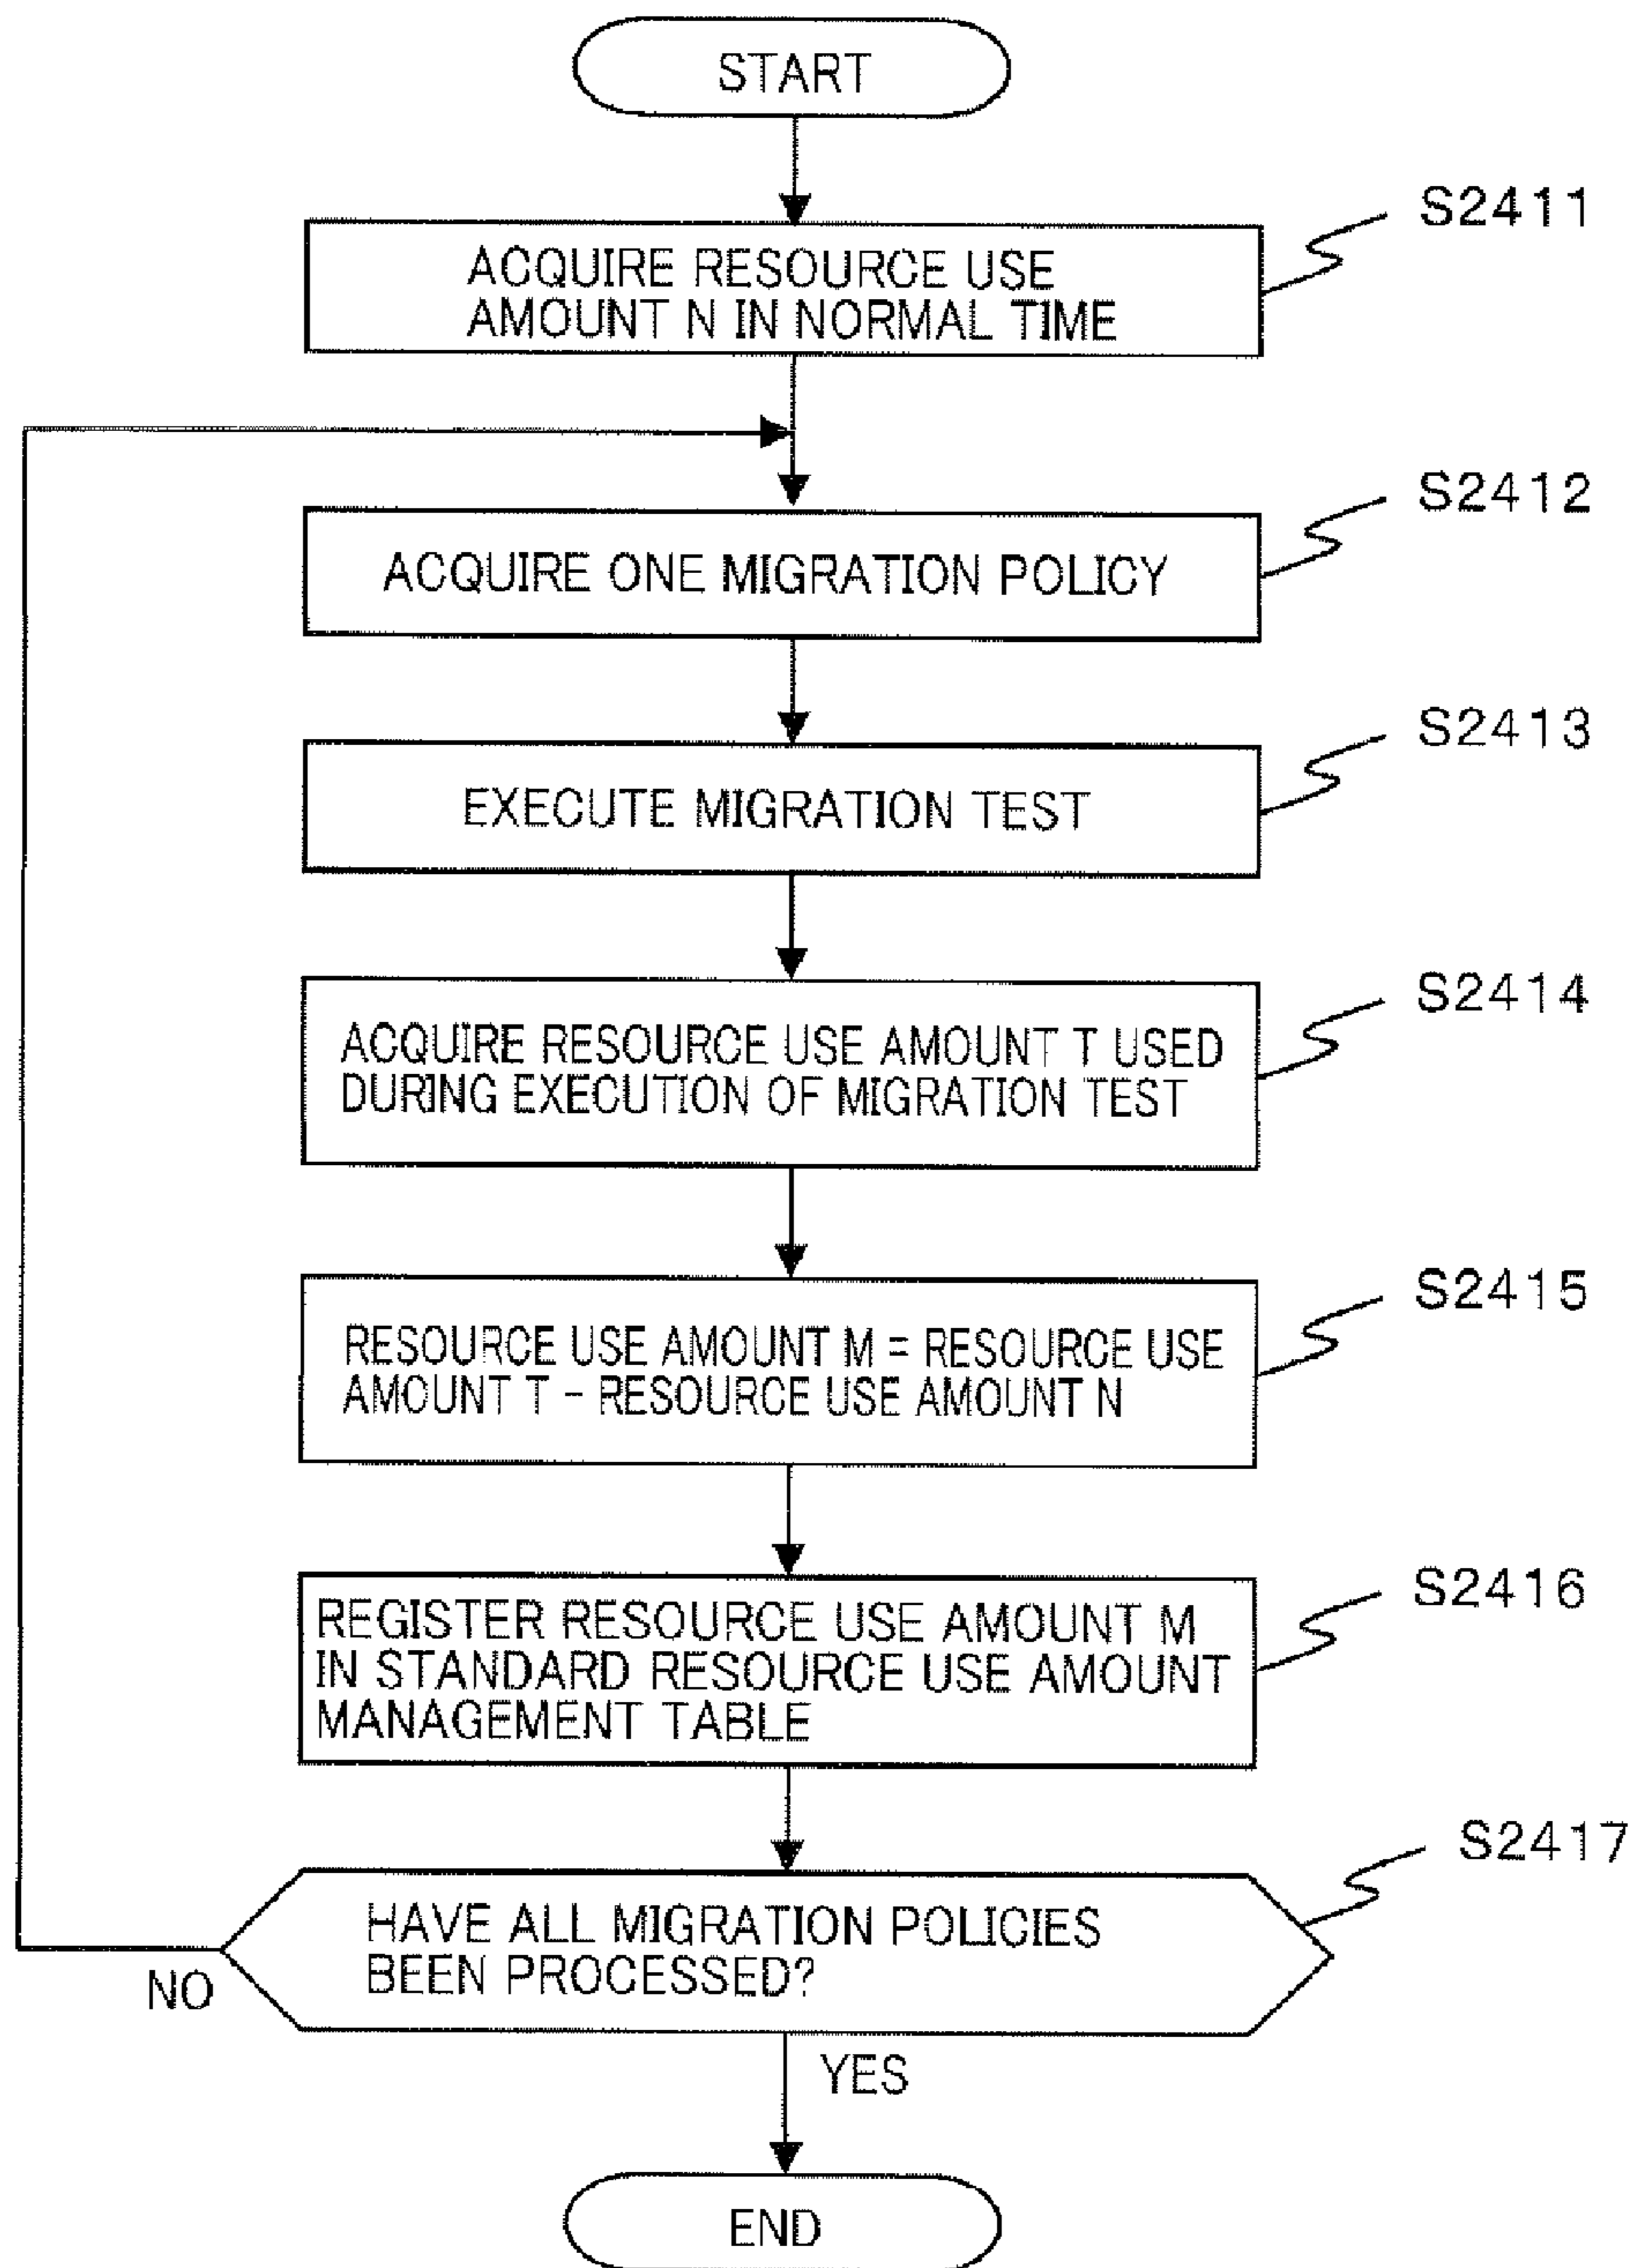 START
S2411
ACQUIRE RESOURCE USE
AMOUNT N IN NORMAL TIME
S2412
ACQUIRE ONE MIGRATION POLICY
S2413
EXECUTE MIGRATION TEST
S2414
ACQUIRE RESOURCE USE AMOUNT T USED
DURING EXECUTION OF MIGRATION TEST
S2415
RESOURCE USE AMOUNT M = RESOURCE USE
AMOUNT T - RESOURCE USE AMOUNT N
S2416
REGISTER RESOURCE USE AMOUNT M
IN STANDARD RESOURCE USE AMOUNT
MANAGEMENT TABLE
S2417
HAVE ALL MIGRATION POLICIES
BEEN PROCESSED?
NO
YES
END